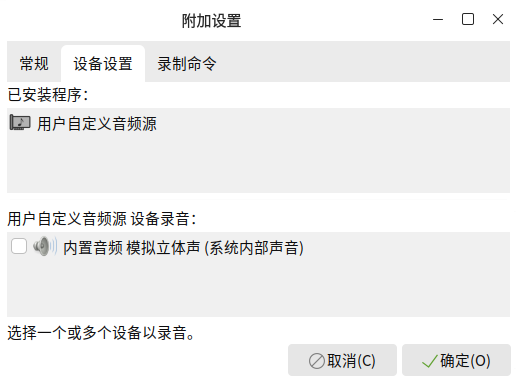 附加设置
常规 设备设置 录制命令
已安装程序：
用户自定义音频源
用户自定义音频源 设备录音：
内置音频 模拟立体声 (系统内部声音)
选择一个或多个设备以录音。
取消(C) 确定(O)